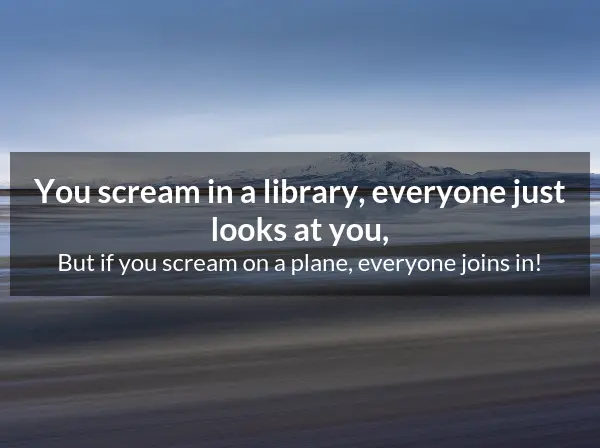 You scream in a library, everyone just
looks at you,
But if you scream on a plane, everyone joins in!